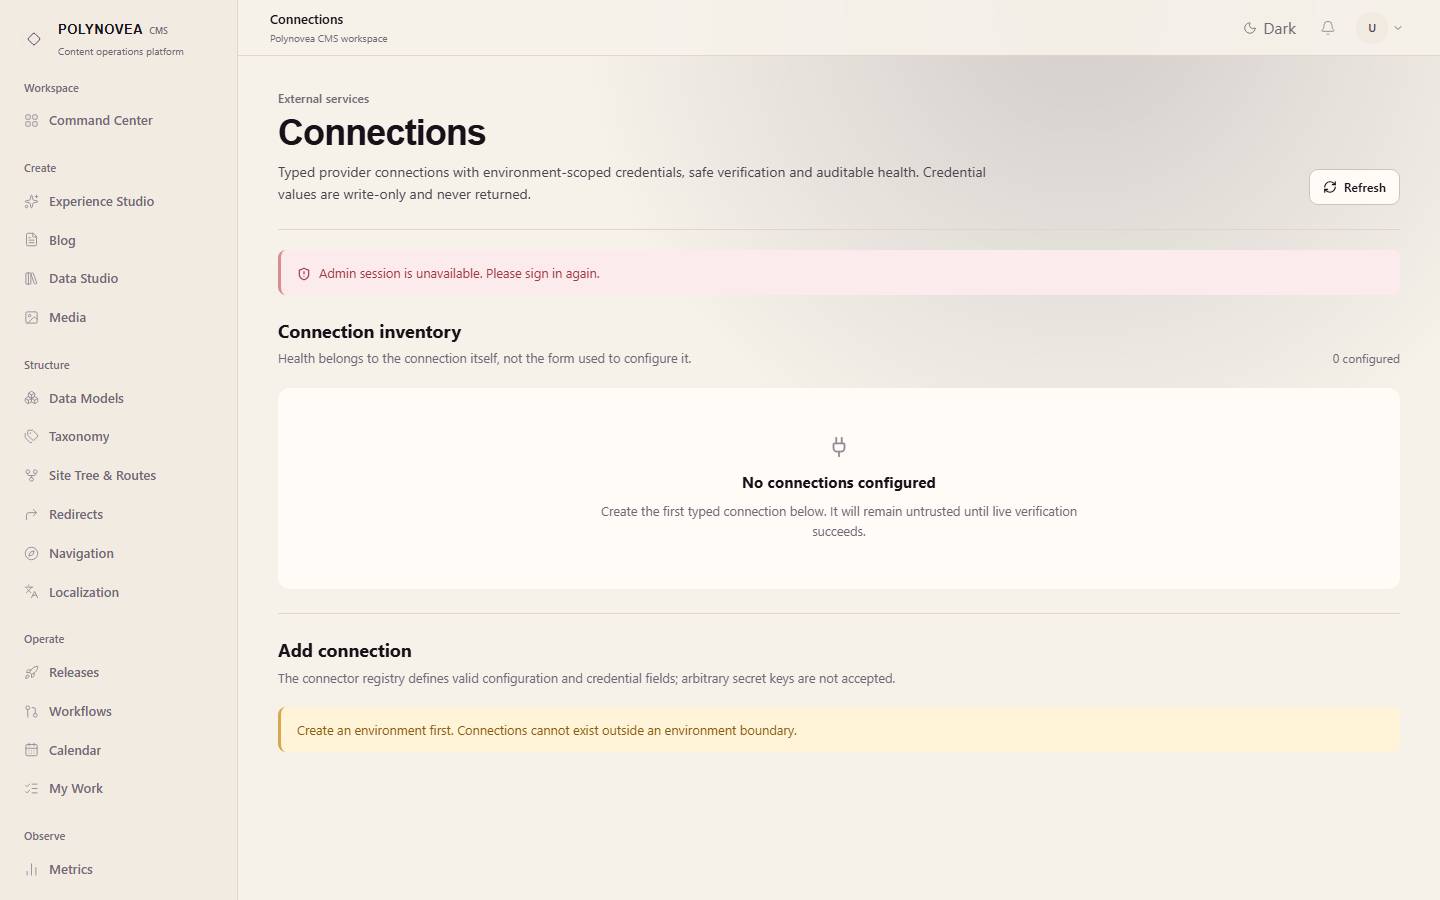 POLYNOVEA CMS
Content operations platform
Workspace
Command Center
Create
Experience Studio
Blog
Data Studio
Media
Structure
Data Models
Taxonomy
Site Tree & Routes
Redirects
Navigation
Localization
Operate
Releases
Workflows
Calendar
My Work
Observe
Metrics
Connections
Polynovea CMS workspace
Dark
U
External services
Connections
Typed provider connections with environment-scoped credentials, safe verification and auditable health. Credential
values are write-only and never returned.
Refresh
Admin session is unavailable. Please sign in again.
Connection inventory
Health belongs to the connection itself, not the form used to configure it.
0 configured
No connections configured
Create the first typed connection below. It will remain untrusted until live verification
succeeds.
Add connection
The connector registry defines valid configuration and credential fields; arbitrary secret keys are not accepted.
Create an environment first. Connections cannot exist outside an environment boundary.